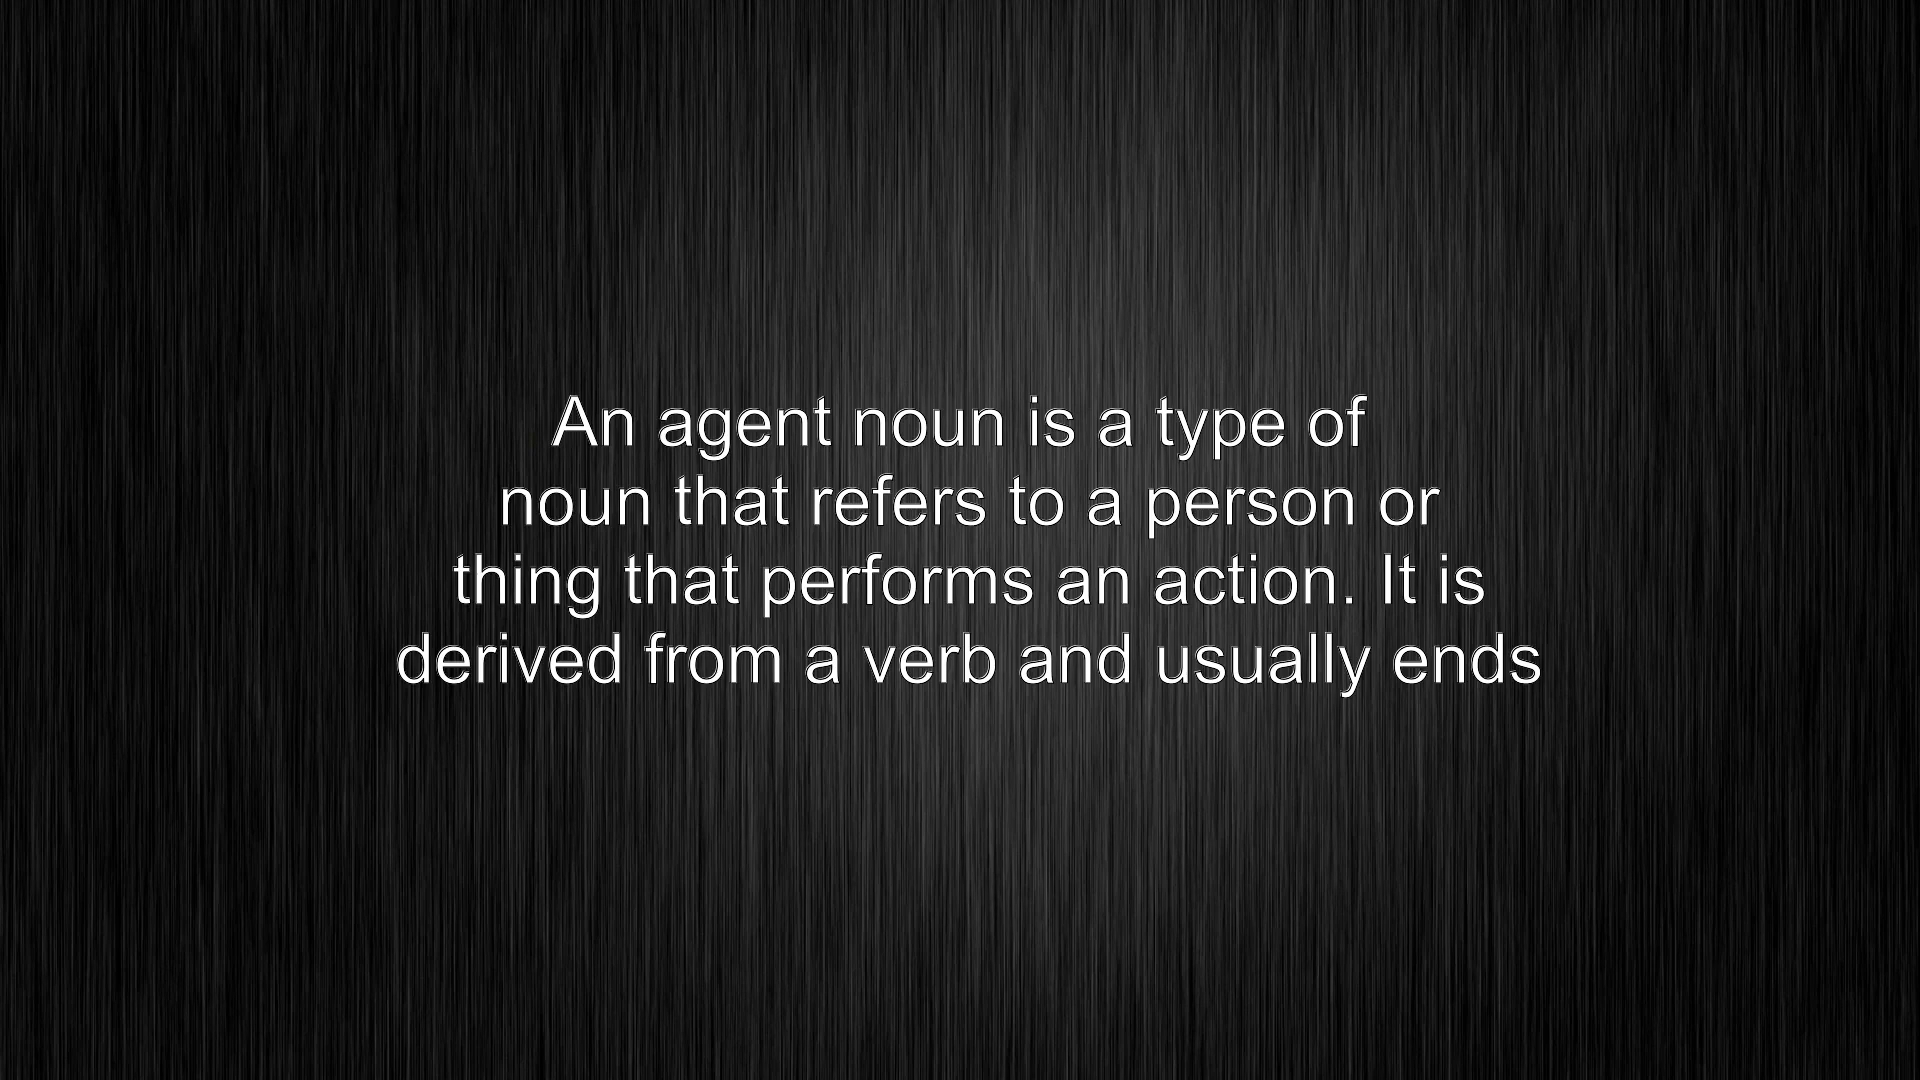 An agent noun is a type of
noun that refers to a person or
thing that performs an action. It is
derived from a verb and usually ends